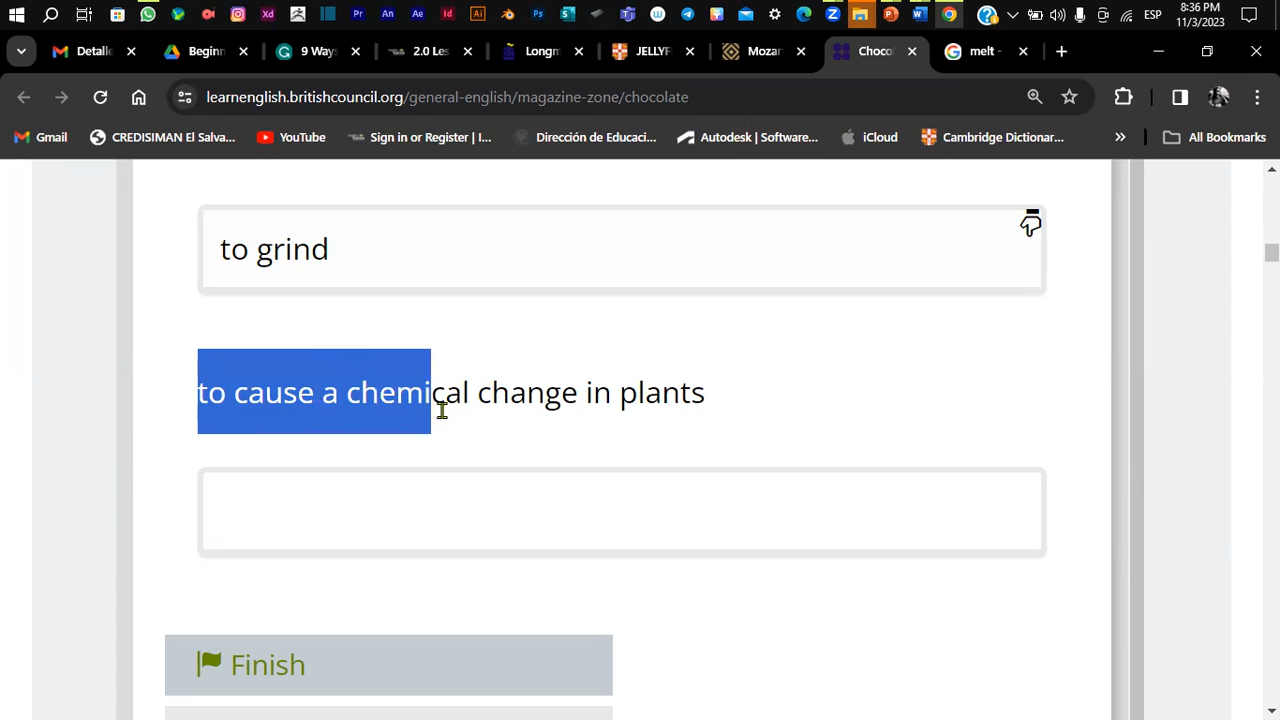 8:36 PM
ESP
11/3/2023
Detalle
Beginn
9 Ways
2.0 Les
Longm
JELLYF
Mozar
Choco
melt -
learnenglish.britishcouncil.org/general-english/magazine-zone/chocolate
Gmail
CREDISIMAN El Salva...
YouTube
Sign in or Register | I...
Dirección de Educaci...
Autodesk | Software...
iCloud
Cambridge Dictionar...
»
All Bookmarks
to grind
to cause a chemical change in plants
Finish